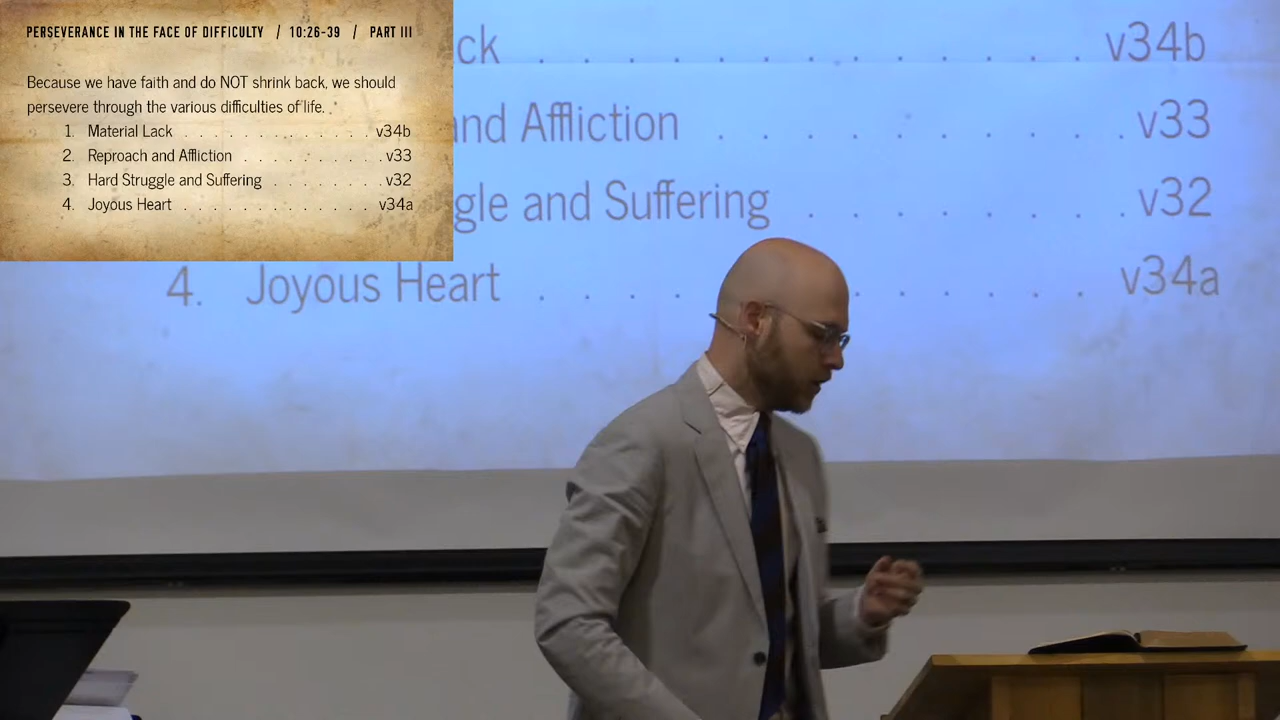 PERSEVERANCE IN THE FACE OF DIFFICULTY / 10:26-39 / PART III
Because we have faith and do NOT shrink back, we should
persevere through the various difficulties of life.
1. Material Lack . . . . . . . . . . . . . v34b
2. Reproach and Affliction . . . . . . . . . . v33
3. Hard Struggle and Suffering . . . . . . . . v32
4. Joyous Heart . . . . . . . . . . . . . v34a
ck . . . . . . . . . . . . . v34b
and Affliction . . . . . . . . . . v33
gle and Suffering . . . . . . . . v32
4. Joyous Heart . . . . . . . . . . v34a